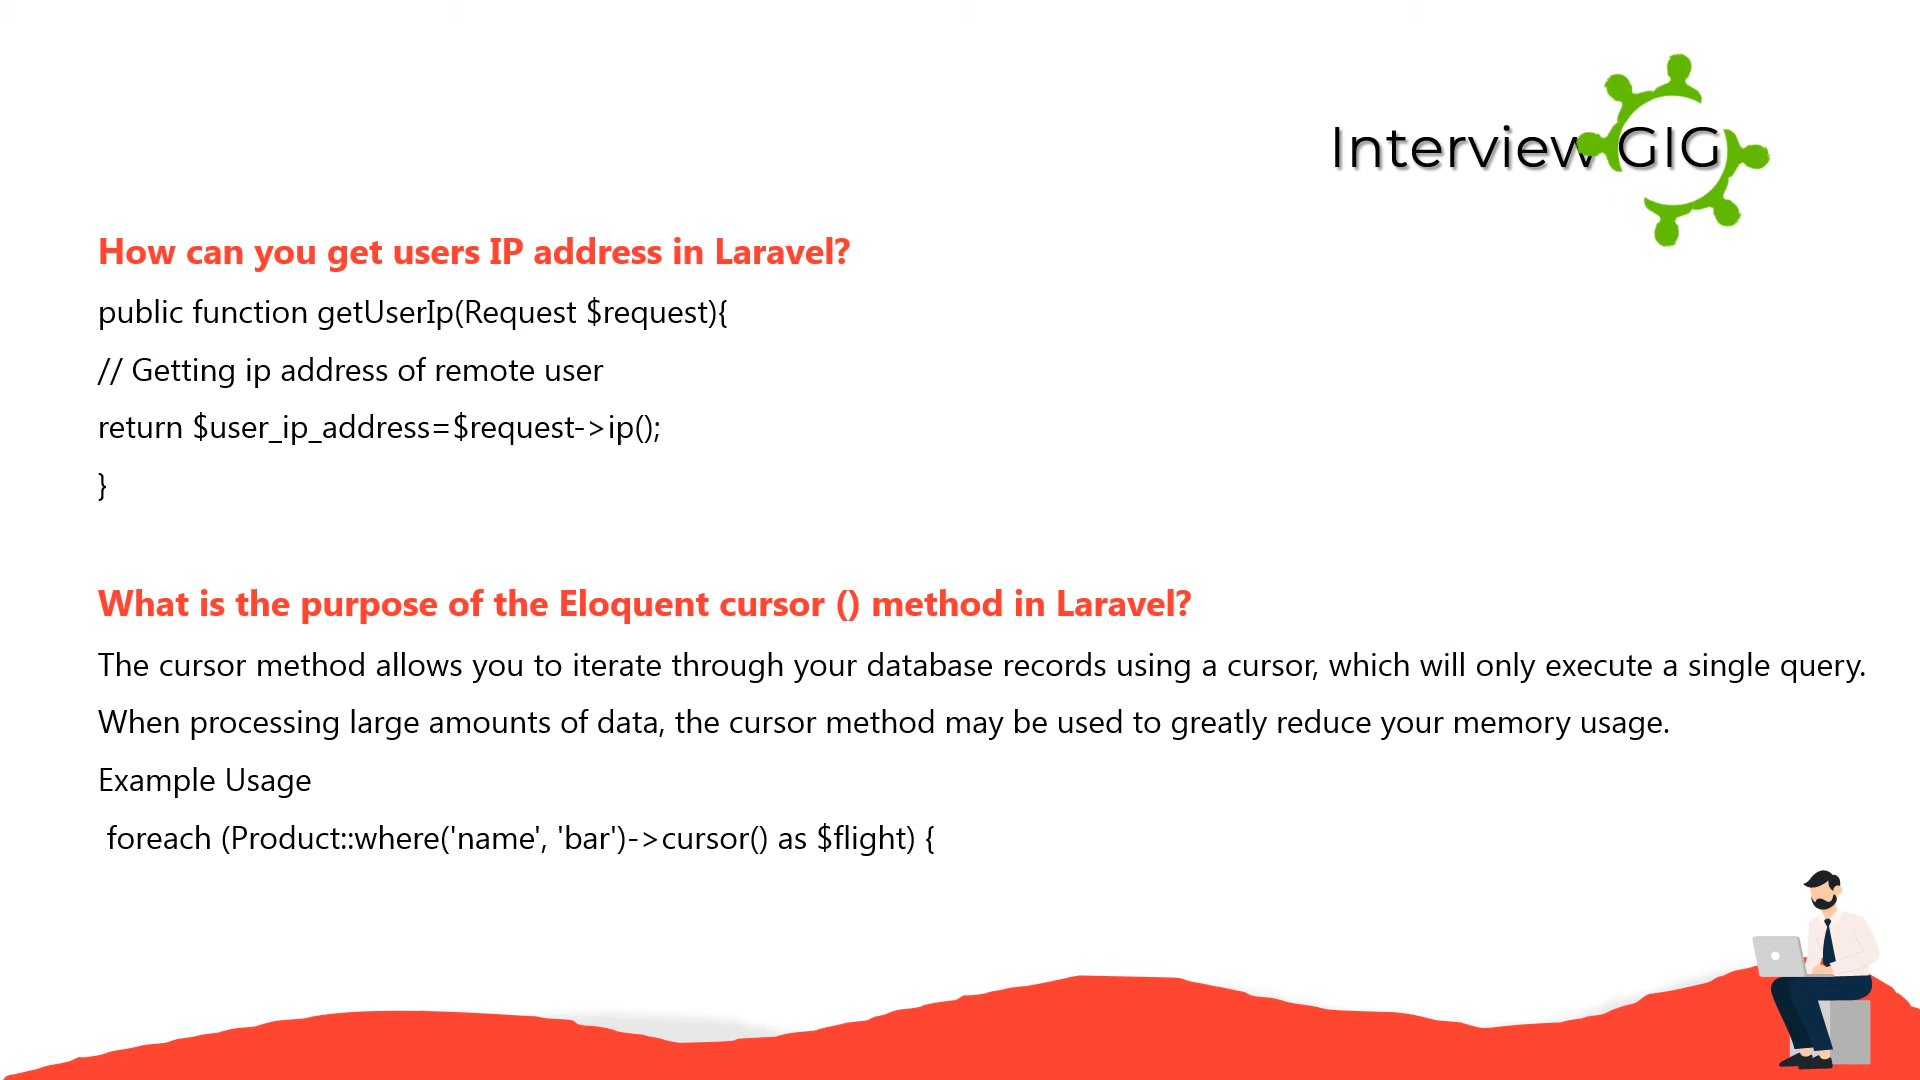 Interview GIG
How can you get users IP address in Laravel?
public function getUserIp(Request $request){
// Getting ip address of remote user
return $user_ip_address=$request->ip();
}
What is the purpose of the Eloquent cursor () method in Laravel?
The cursor method allows you to iterate through your database records using a cursor, which will only execute a single query.
When processing large amounts of data, the cursor method may be used to greatly reduce your memory usage.
Example Usage
foreach (Product::where('name', 'bar')->cursor() as $flight) {